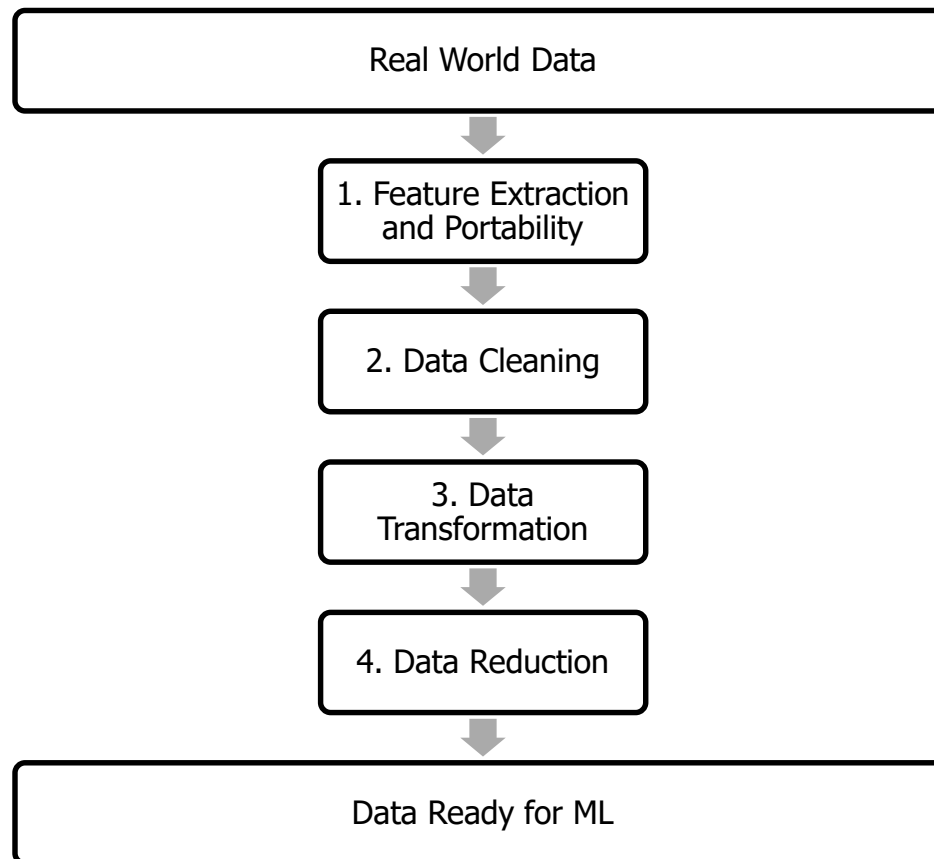 Real World Data
1. Feature Extraction
and Portability
2. Data Cleaning
3. Data
Transformation
4. Data Reduction
Data Ready for ML